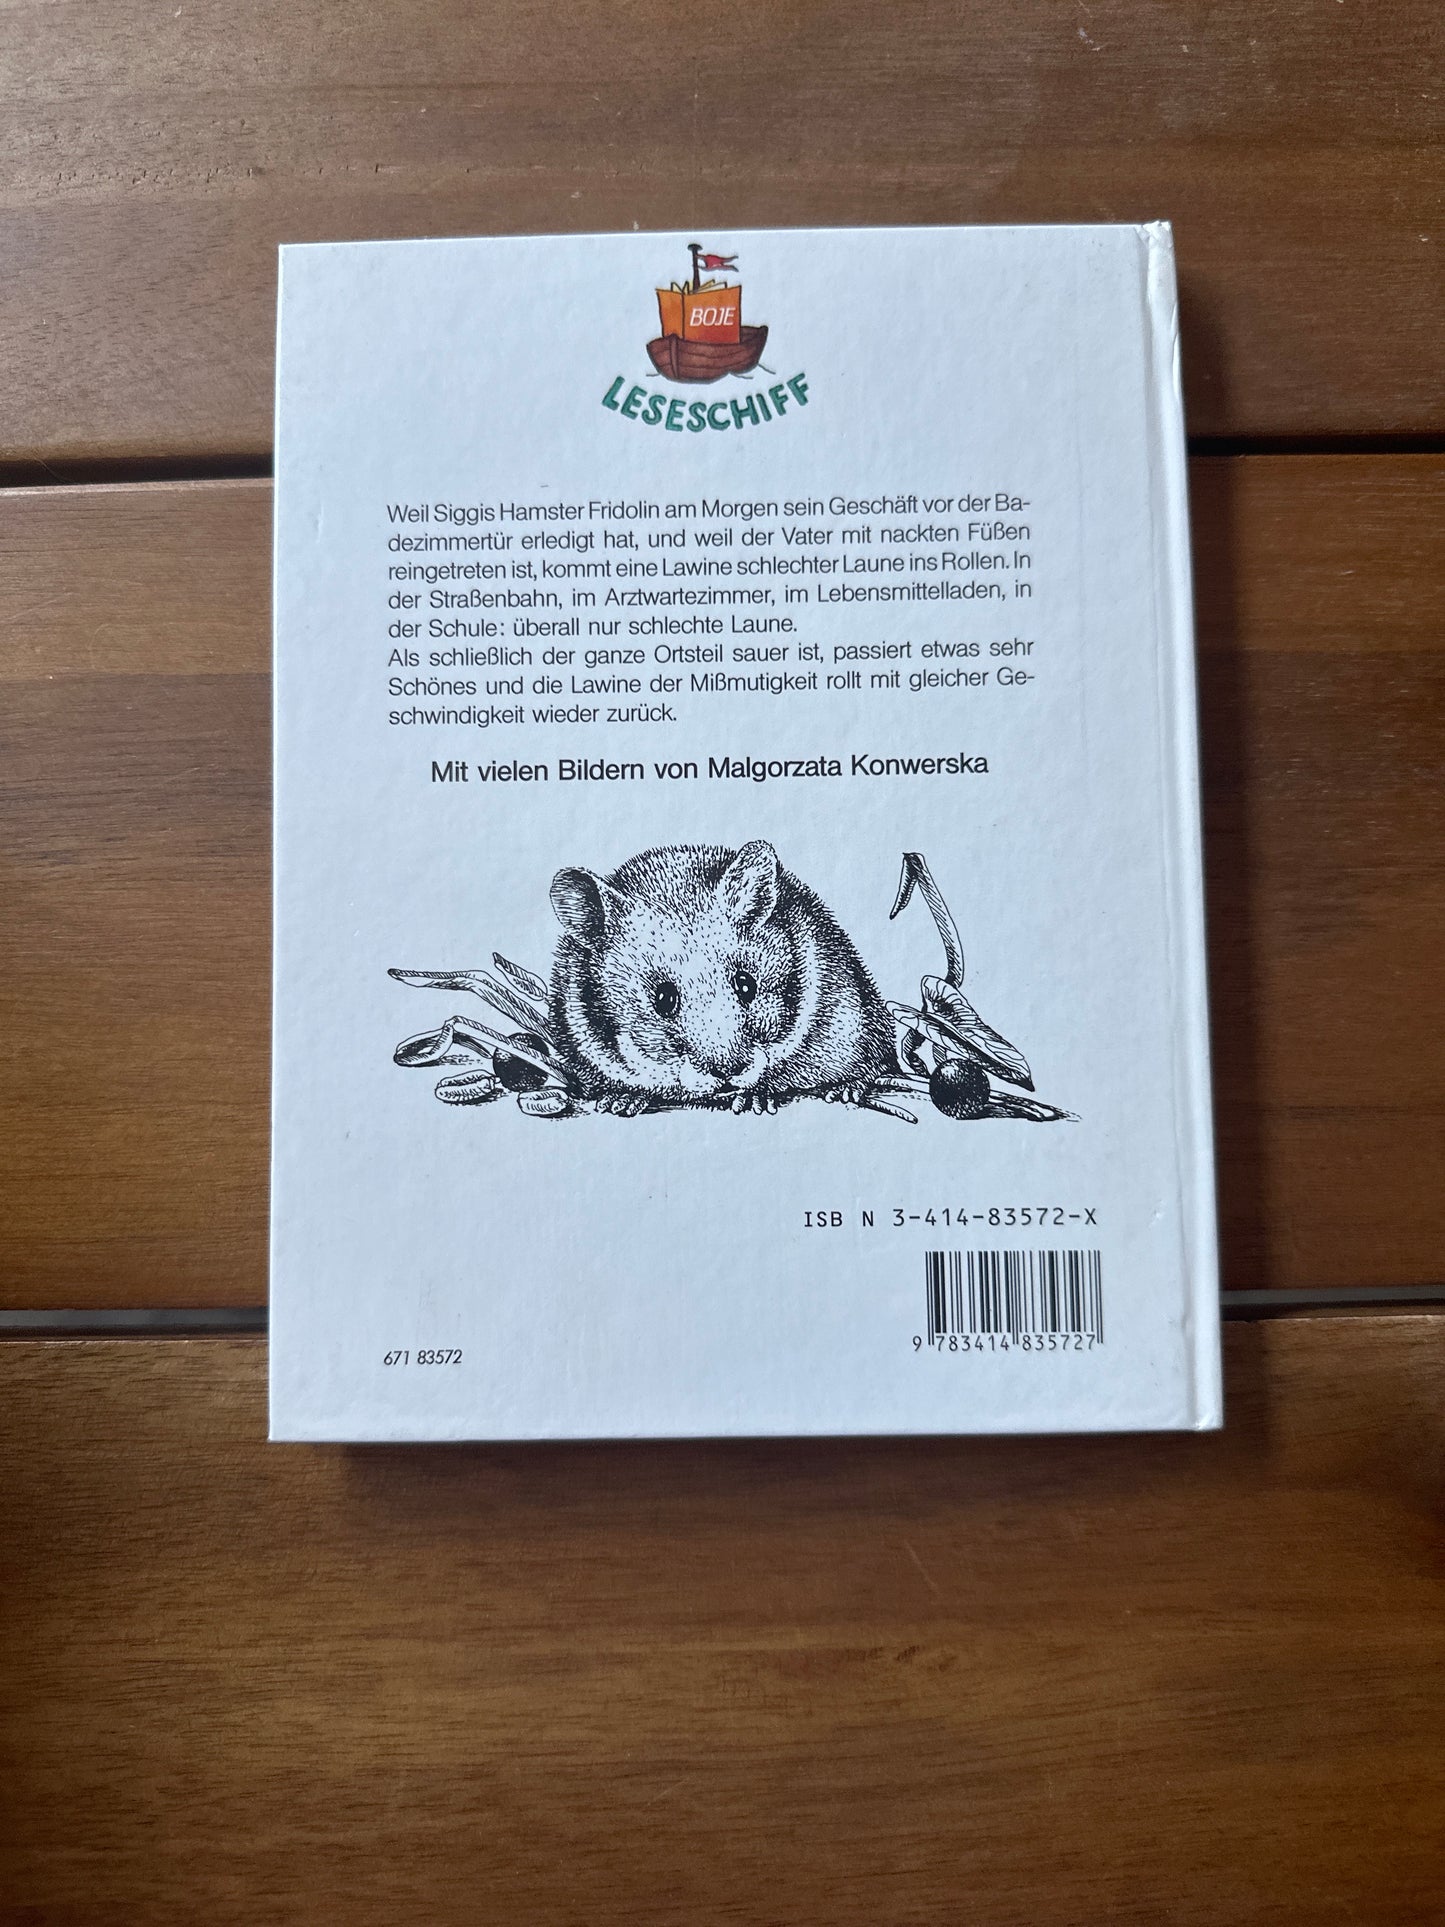 BOJE
LESESCHIFF
Weil Siggis Hamster Fridolin am Morgen sein Geschäft vor der Ba-
dezimmertür erledigt hat, und weil der Vater mit nackten Füßen
reingetreten ist, kommt eine Lawine schlechter Laune ins Rollen. In
der Straßenbahn, im Arztwartezimmer, im Lebensmittelladen, in
der Schule: überall nur schlechte Laune.
Als schließlich der ganze Ortsteil sauer ist, passiert etwas sehr
Schönes und die Lawine der Mißmutigkeit rollt mit gleicher Ge-
schwindigkeit wieder zurück.
Mit vielen Bildern von Malgorzata Konwerska
ISB N 3-414-83572-X
9 783414 835727
671 83572